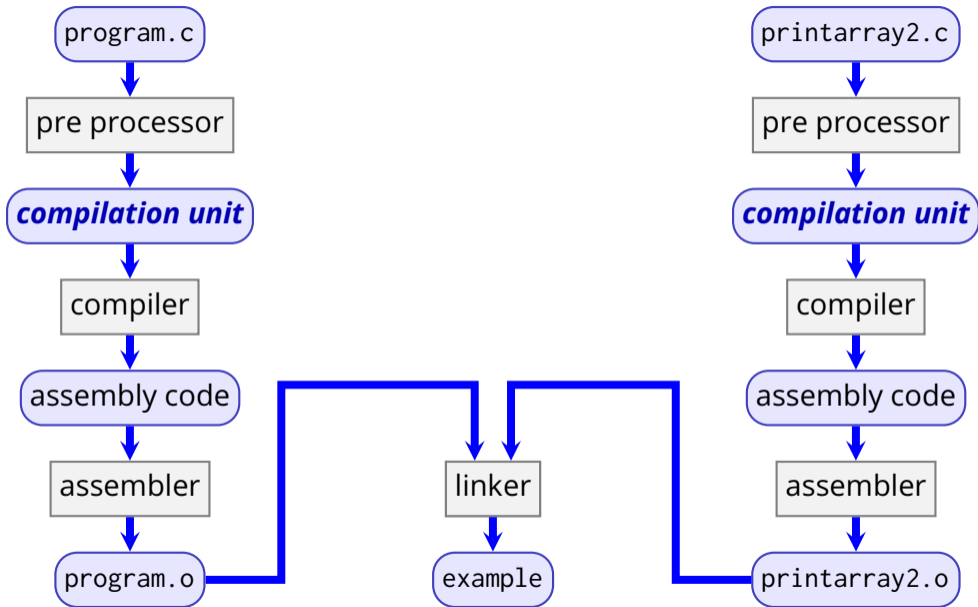 program.c
printarray2.c
pre processor
pre processor
compilation unit
compilation unit
compiler
compiler
assembly code
assembly code
assembler
linker
assembler
program.o
example
printarray2.o